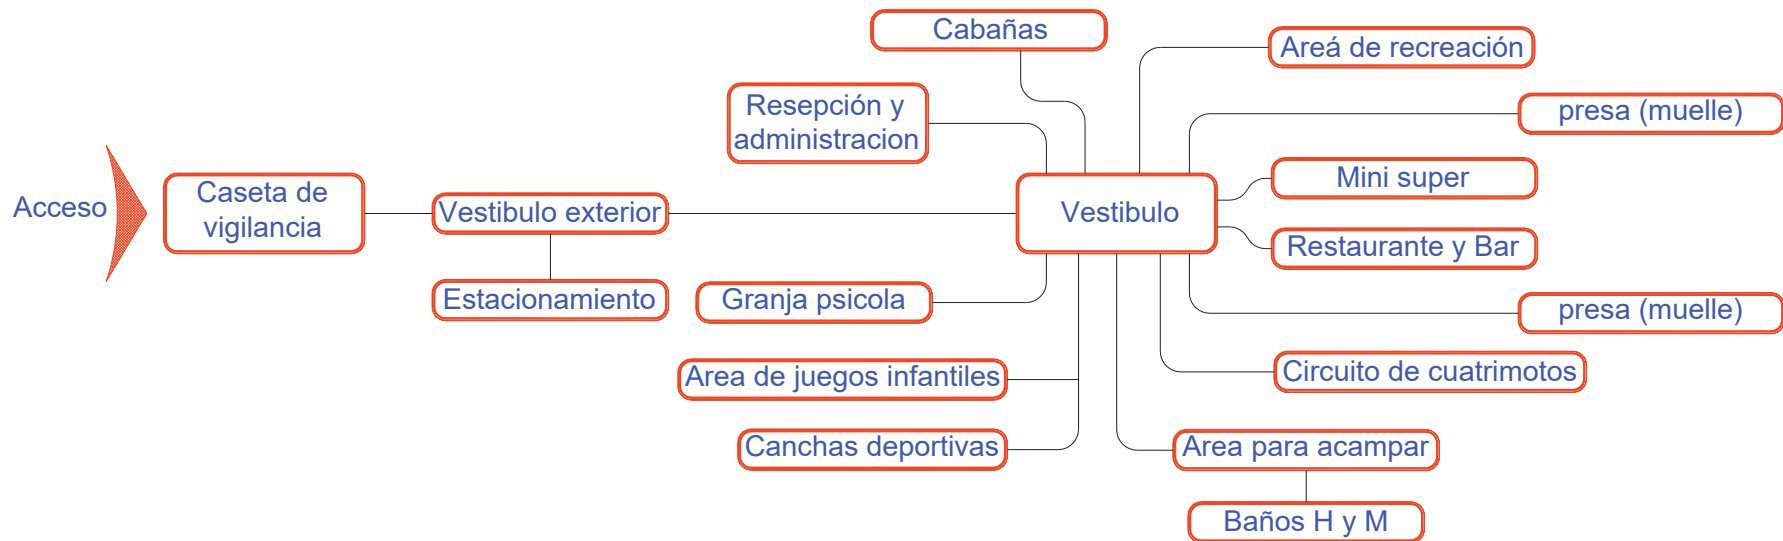 Cabañas
Areá de recreación
Resepción y
administracion
presa (muelle)
Mini super
Acceso
Caseta de
vigilancia
Vestibulo exterior
Vestibulo
Restaurante y Bar
Estacionamiento
Granja psicola
presa (muelle)
Area de juegos infantiles
Circuito de cuatrimotos
Canchas deportivas
Area para acampar
Baños H y M